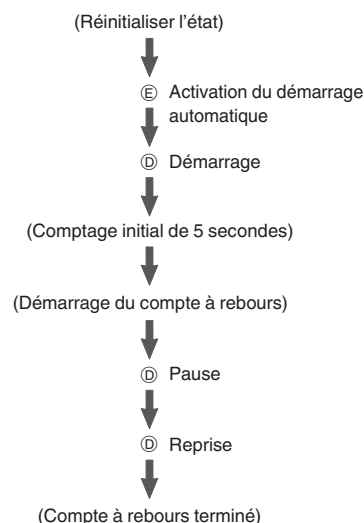 (Réinitialiser l’état)
Ⓔ Activation du démarrage
automatique
Ⓓ Démarrage
(Comptage initial de 5 secondes)
(Démarrage du compte à rebours)
Ⓓ Pause
Ⓓ Reprise
(Compte à rebours terminé)